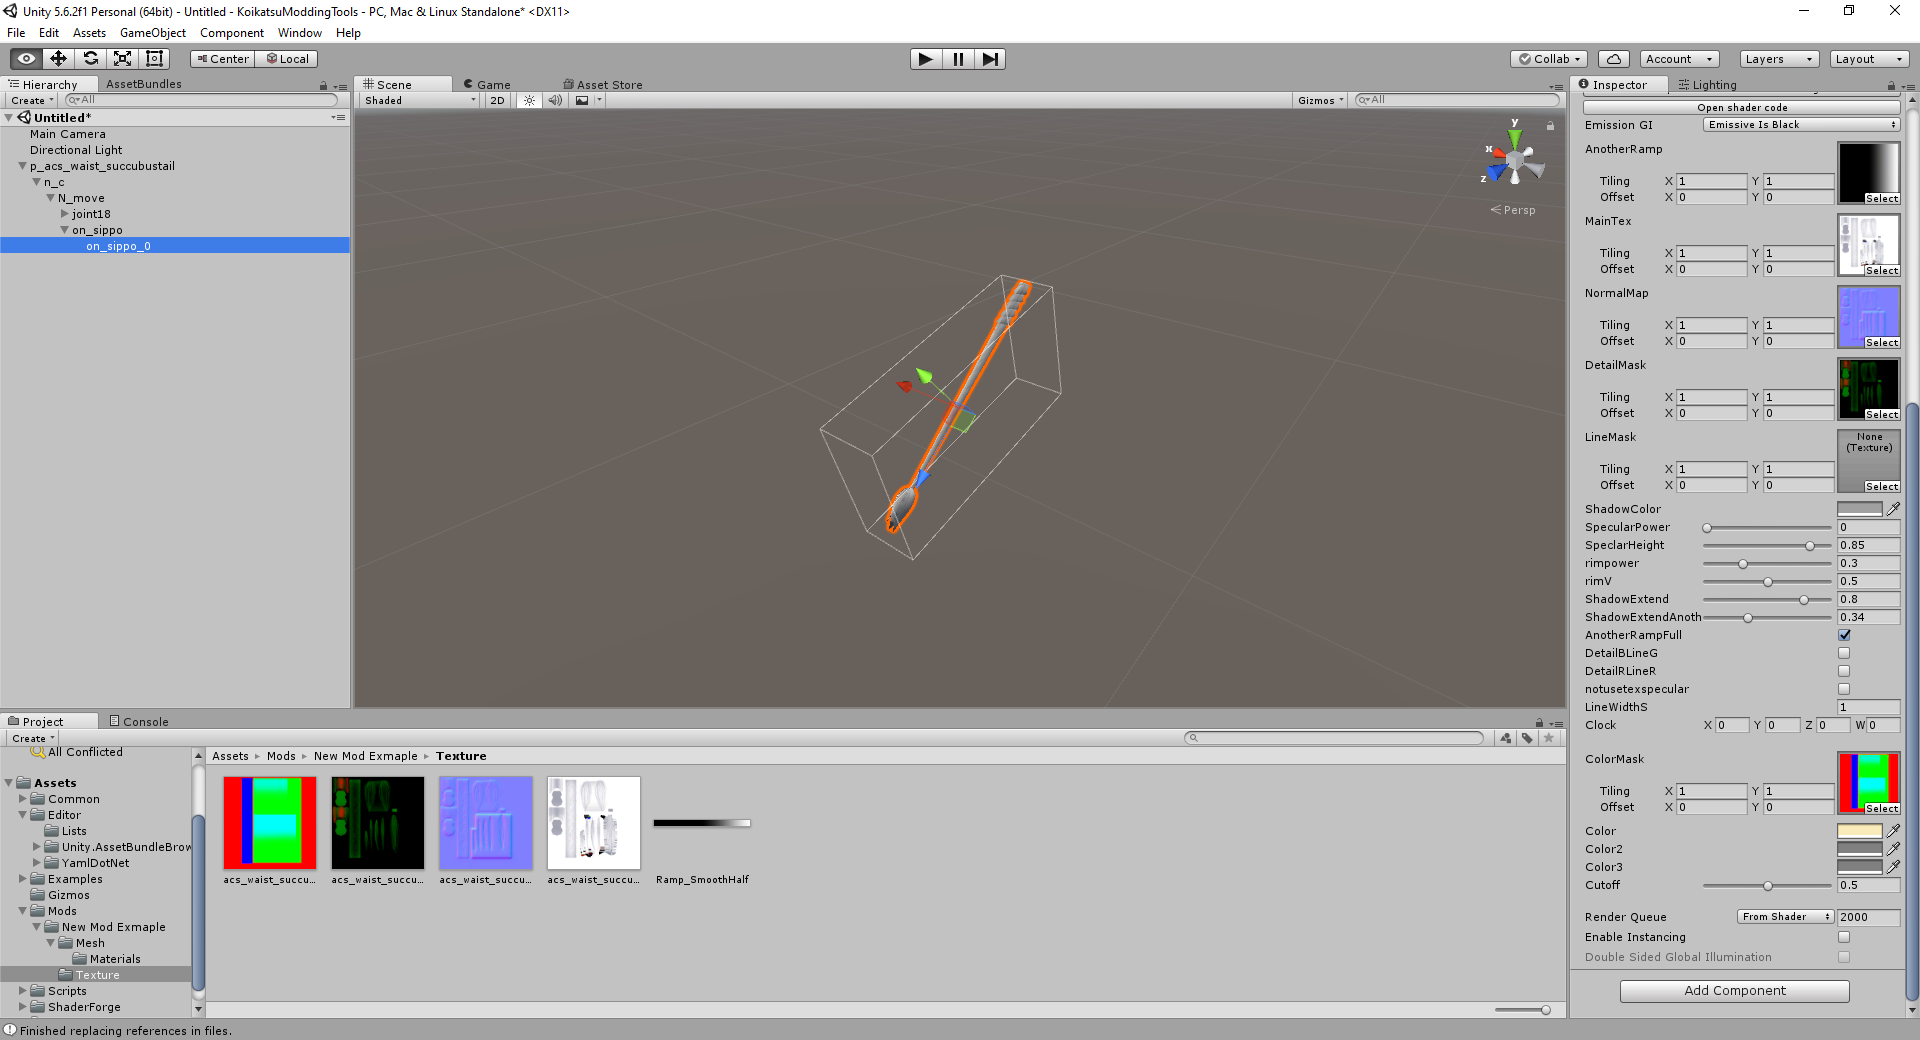 Unity 5.6.2f1 Personal (64bit) - Untitled - KoikatsuModdingTools - PC, Mac & Linux Standalone* <DX11>
File Edit Assets GameObject Component Window Help
Center Local
Collab Account Layers Layout
Hierarchy AssetBundles
Create All
Untitled*
Main Camera
Directional Light
p_acs_waist_succubustail
n_c
N_move
joint18
on_sippo
on_sippo_0
Scene Game Asset Store
Shaded 2D Gizmos All
y
x
z
Persp
Inspector Lighting
Open shader code
Emission GI Emissive Is Black
AnotherRamp
Tiling X 1 Y 1
Offset X 0 Y 0
Select
MainTex
Tiling X 1 Y 1
Offset X 0 Y 0
Select
NormalMap
Tiling X 1 Y 1
Offset X 0 Y 0
Select
DetailMask
Tiling X 1 Y 1
Offset X 0 Y 0
Select
LineMask
None
(Texture)
Tiling X 1 Y 1
Offset X 0 Y 0
Select
ShadowColor
SpecularPower 0
SpeclarHeight 0.85
rimpower 0.3
rimV 0.5
ShadowExtend 0.8
ShadowExtendAnoth 0.34
AnotherRampFull
DetailBLineG
DetailRLineR
notusetexspecular
LineWidthS 1
Clock X 0 Y 0 Z 0 W 0
ColorMask
Tiling X 1 Y 1
Offset X 0 Y 0
Select
Color
Color2
Color3
Cutoff 0.5
Render Queue From Shader 2000
Enable Instancing
Double Sided Global Illumination
Add Component
Project Console
Create
All Conflicted
Assets
Common
Editor
Lists
Unity.AssetBundleBrow
YamlDotNet
Examples
Gizmos
Mods
New Mod Exmaple
Mesh
Materials
Texture
Scripts
ShaderForge
Assets Mods New Mod Exmaple Texture
acs_waist_succu... acs_waist_succu... acs_waist_succu... acs_waist_succu... Ramp_SmoothHalf
Finished replacing references in files.